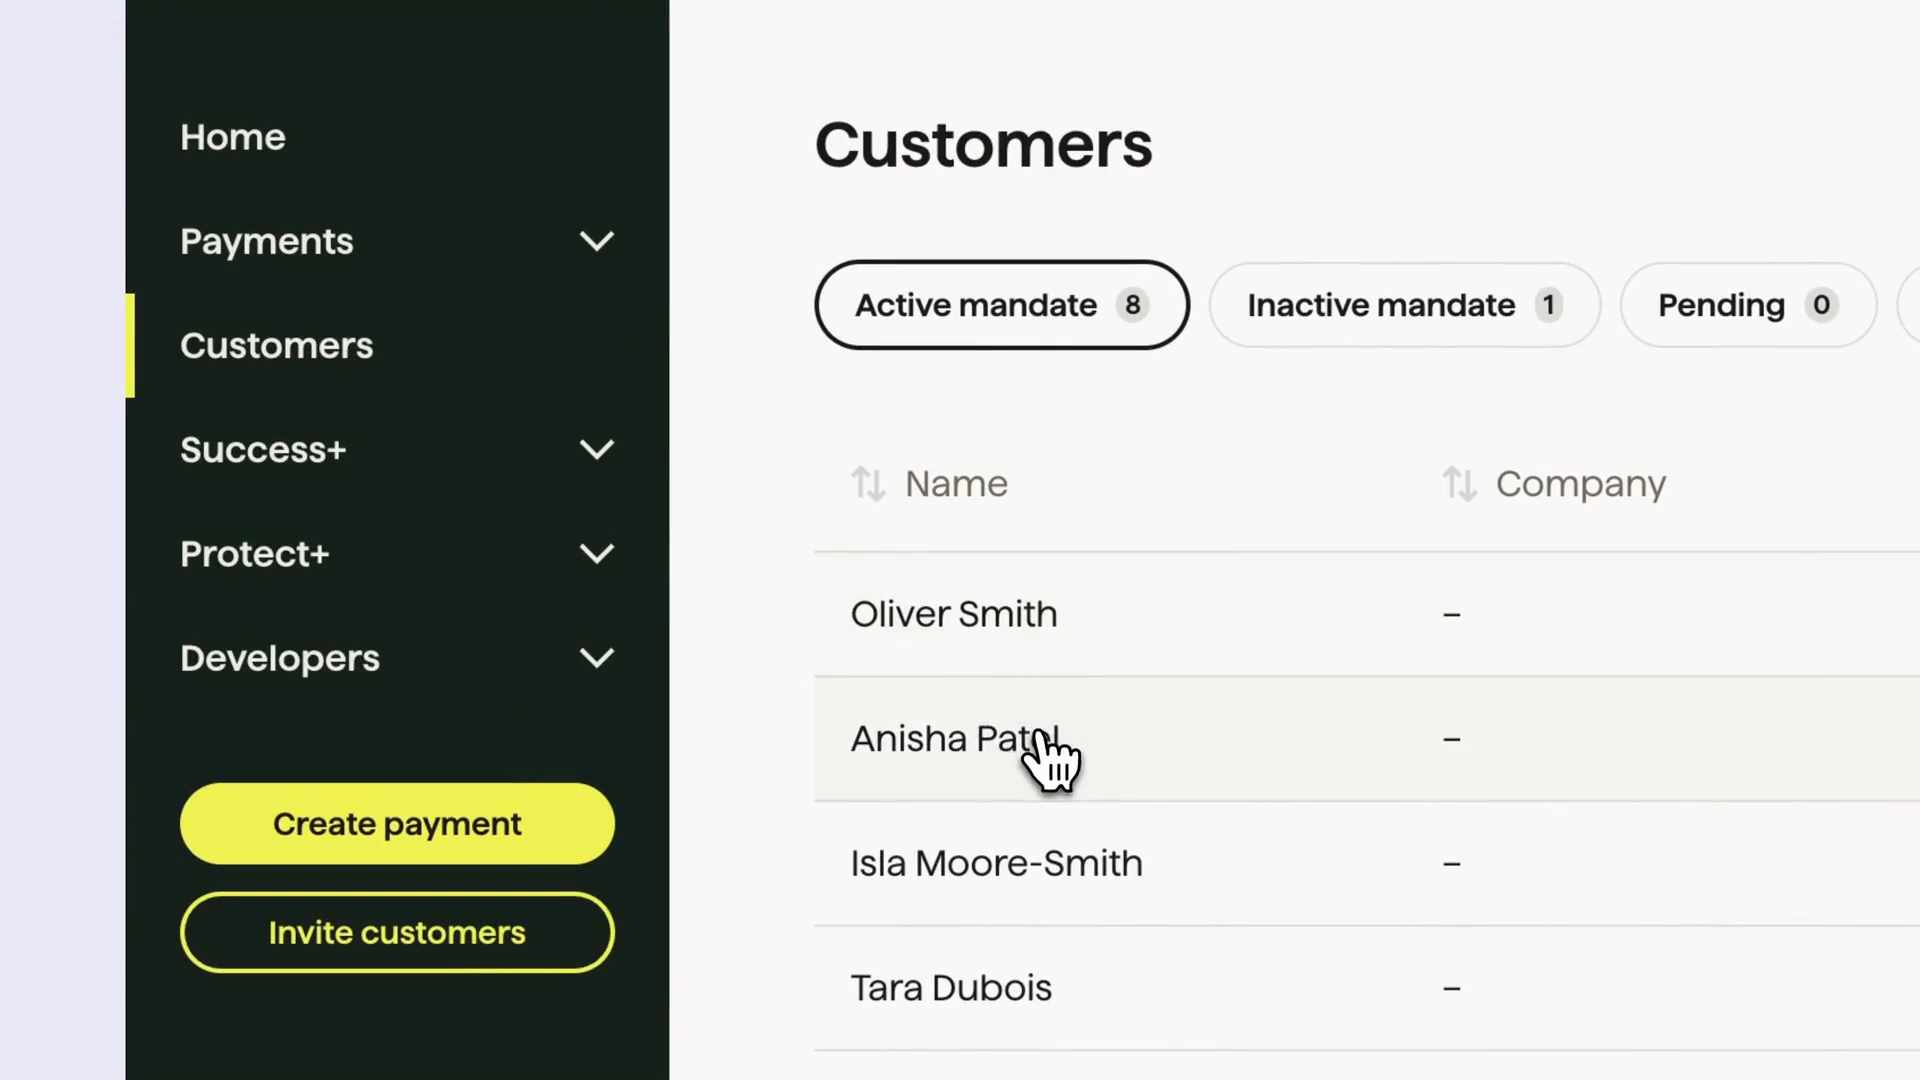 Home
Payments
Customers
Success+
Protect+
Developers
Create payment
Invite customers
Customers
Active mandate 8
Inactive mandate 1
Pending 0
Name
Company
Oliver Smith –
Anisha Patel –
Isla Moore-Smith –
Tara Dubois –